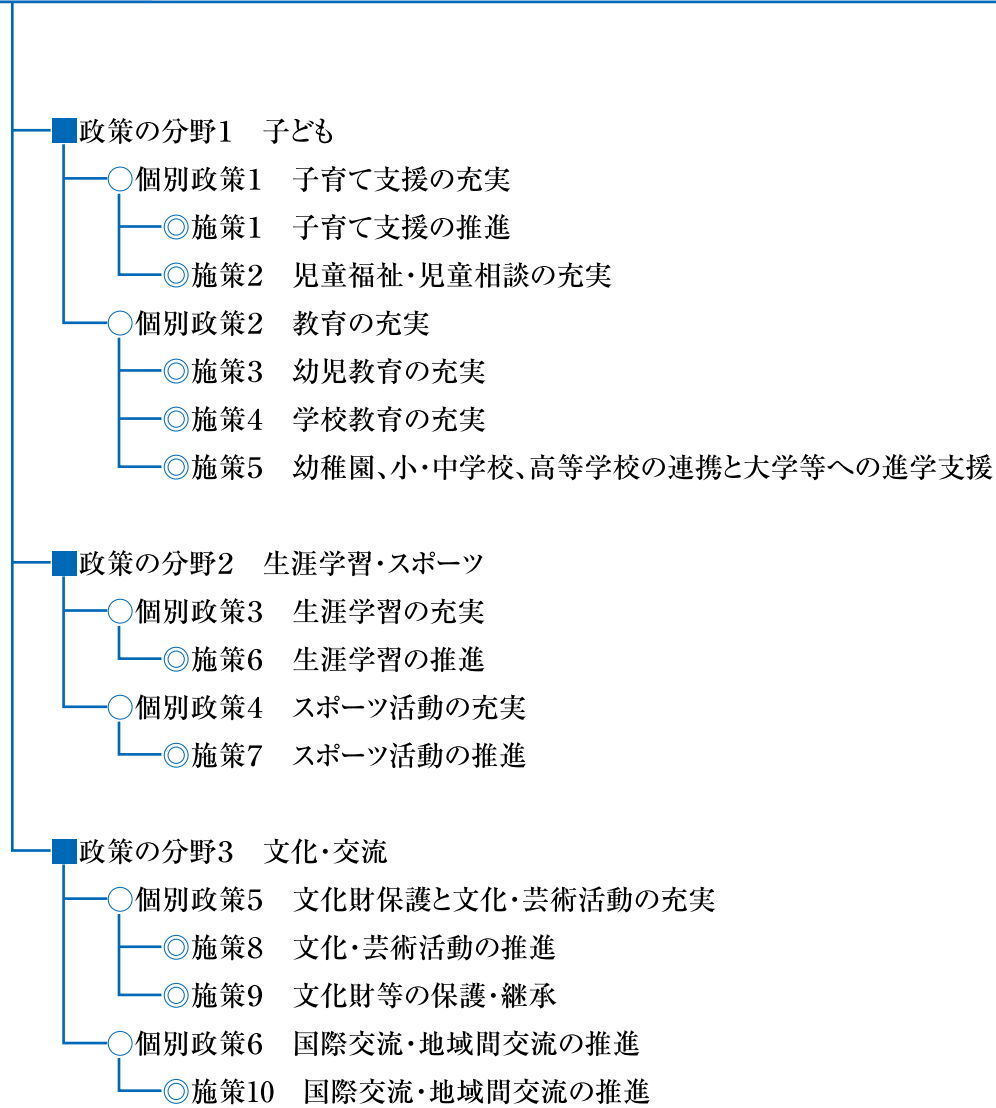 ■政策の分野1　子ども
○個別政策1　子育て支援の充実
◎施策1　子育て支援の推進
◎施策2　児童福祉・児童相談の充実
○個別政策2　教育の充実
◎施策3　幼児教育の充実
◎施策4　学校教育の充実
◎施策5　幼稚園、小・中学校、高等学校の連携と大学等への進学支援
■政策の分野2　生涯学習・スポーツ
○個別政策3　生涯学習の充実
◎施策6　生涯学習の推進
○個別政策4　スポーツ活動の充実
◎施策7　スポーツ活動の推進
■政策の分野3　文化・交流
○個別政策5　文化財保護と文化・芸術活動の充実
◎施策8　文化・芸術活動の推進
◎施策9　文化財等の保護・継承
○個別政策6　国際交流・地域間交流の推進
◎施策10　国際交流・地域間交流の推進